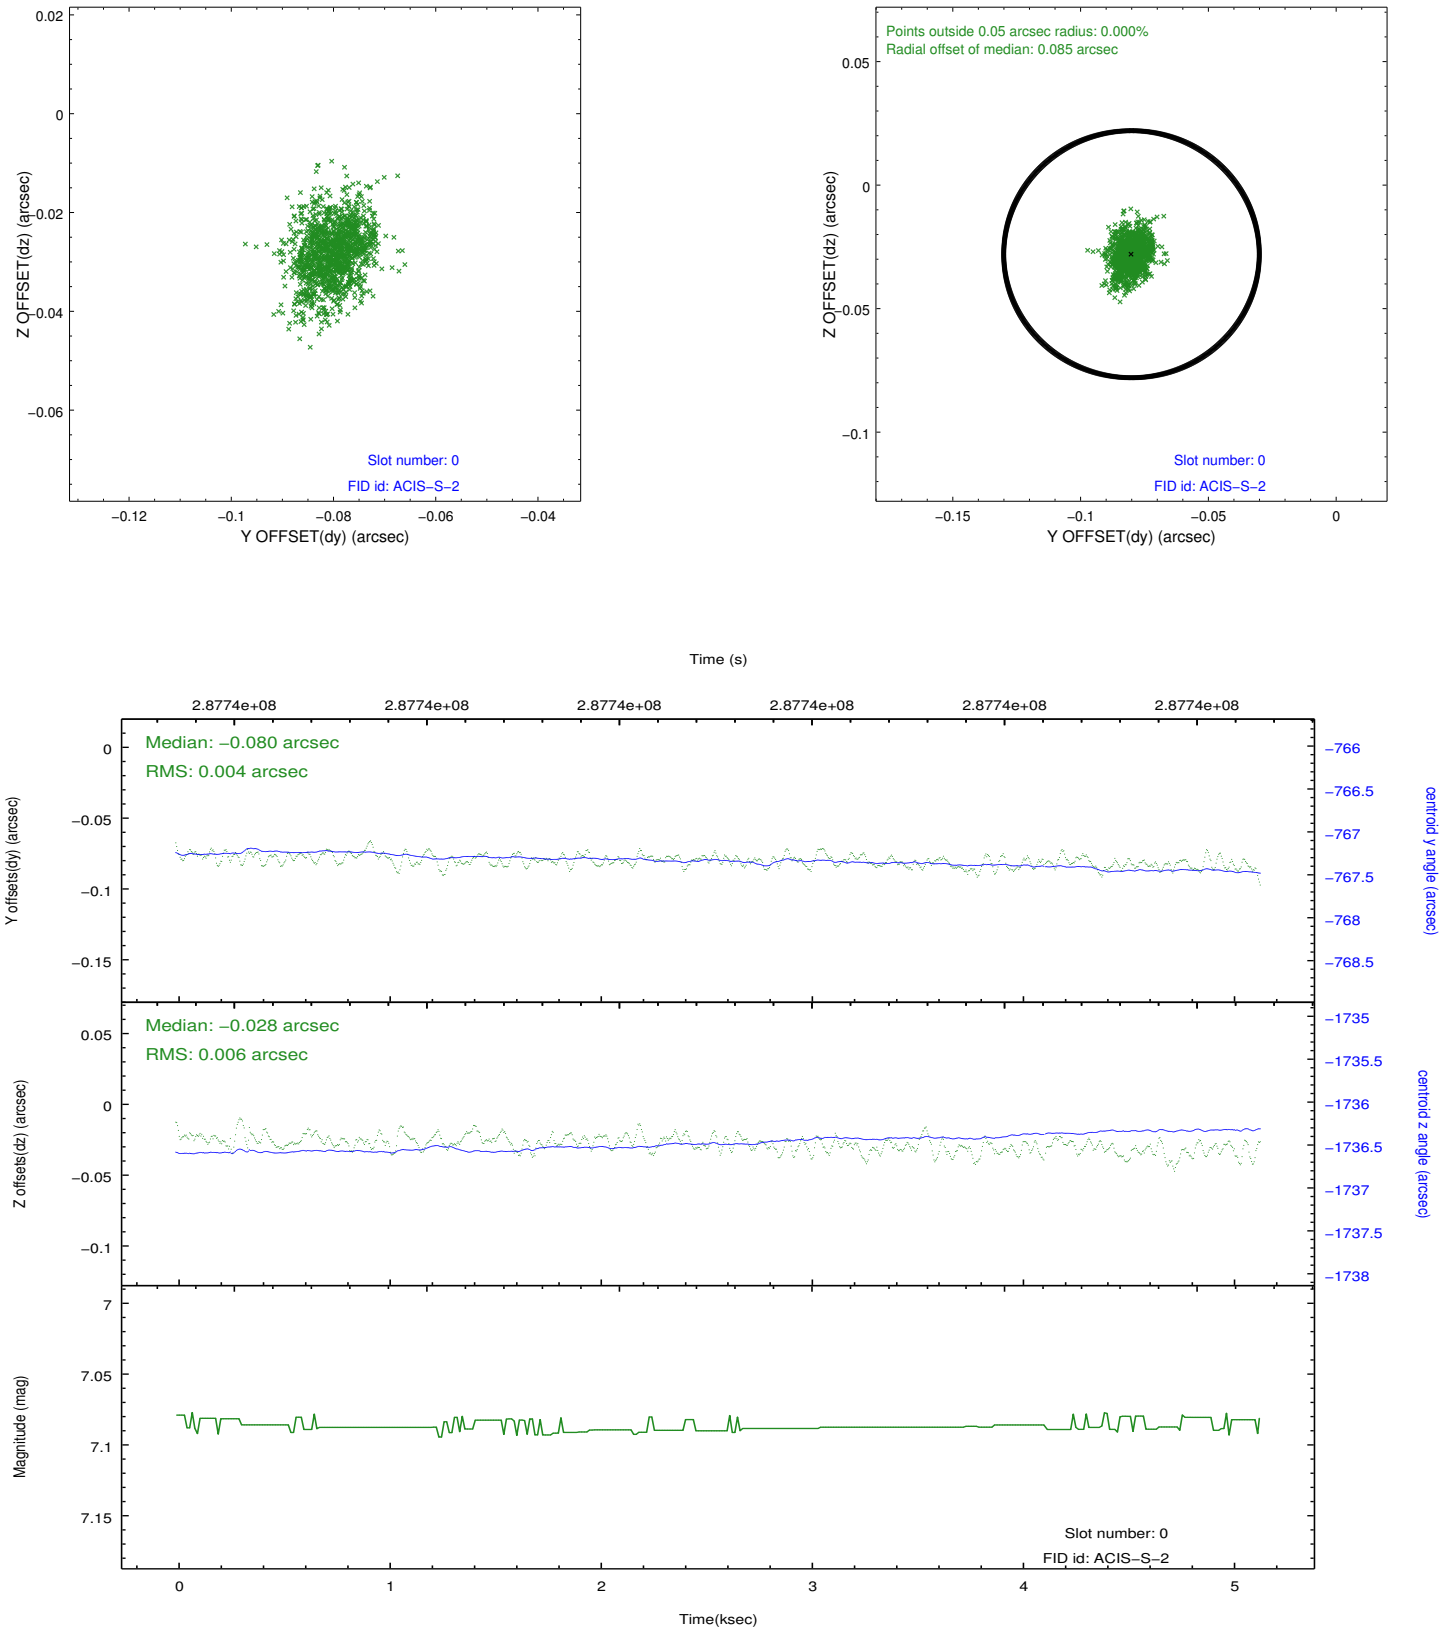 0.02
0
−0.02
−0.04
−0.06
Z OFFSET(dz) (arcsec)
Slot number: 0
FID id: ACIS−S−2
−0.12
−0.1
−0.08
−0.06
−0.04
Y OFFSET(dy) (arcsec)
Points outside 0.05 arcsec radius: 0.000%
Radial offset of median: 0.085 arcsec
0.05
0
−0.05
−0.1
Z OFFSET(dz) (arcsec)
Slot number: 0
FID id: ACIS−S−2
−0.15
−0.1
−0.05
0
Y OFFSET(dy) (arcsec)
Time (s)
2.8774e+08
2.8774e+08
2.8774e+08
2.8774e+08
2.8774e+08
2.8774e+08
Median: −0.080 arcsec
RMS: 0.004 arcsec
0
−0.05
−0.1
−0.15
Y offsets(dy) (arcsec)
−766
−766.5
−767
−767.5
−768
−768.5
centroid y angle (arcsec)
Median: −0.028 arcsec
RMS: 0.006 arcsec
0.05
0
−0.05
−0.1
Z offsets(dz) (arcsec)
−1735
−1735.5
−1736
−1736.5
−1737
−1737.5
−1738
centroid z angle (arcsec)
7
7.05
7.1
7.15
Magnitude (mag)
Slot number: 0
FID id: ACIS−S−2
0
1
2
3
4
5
Time(ksec)